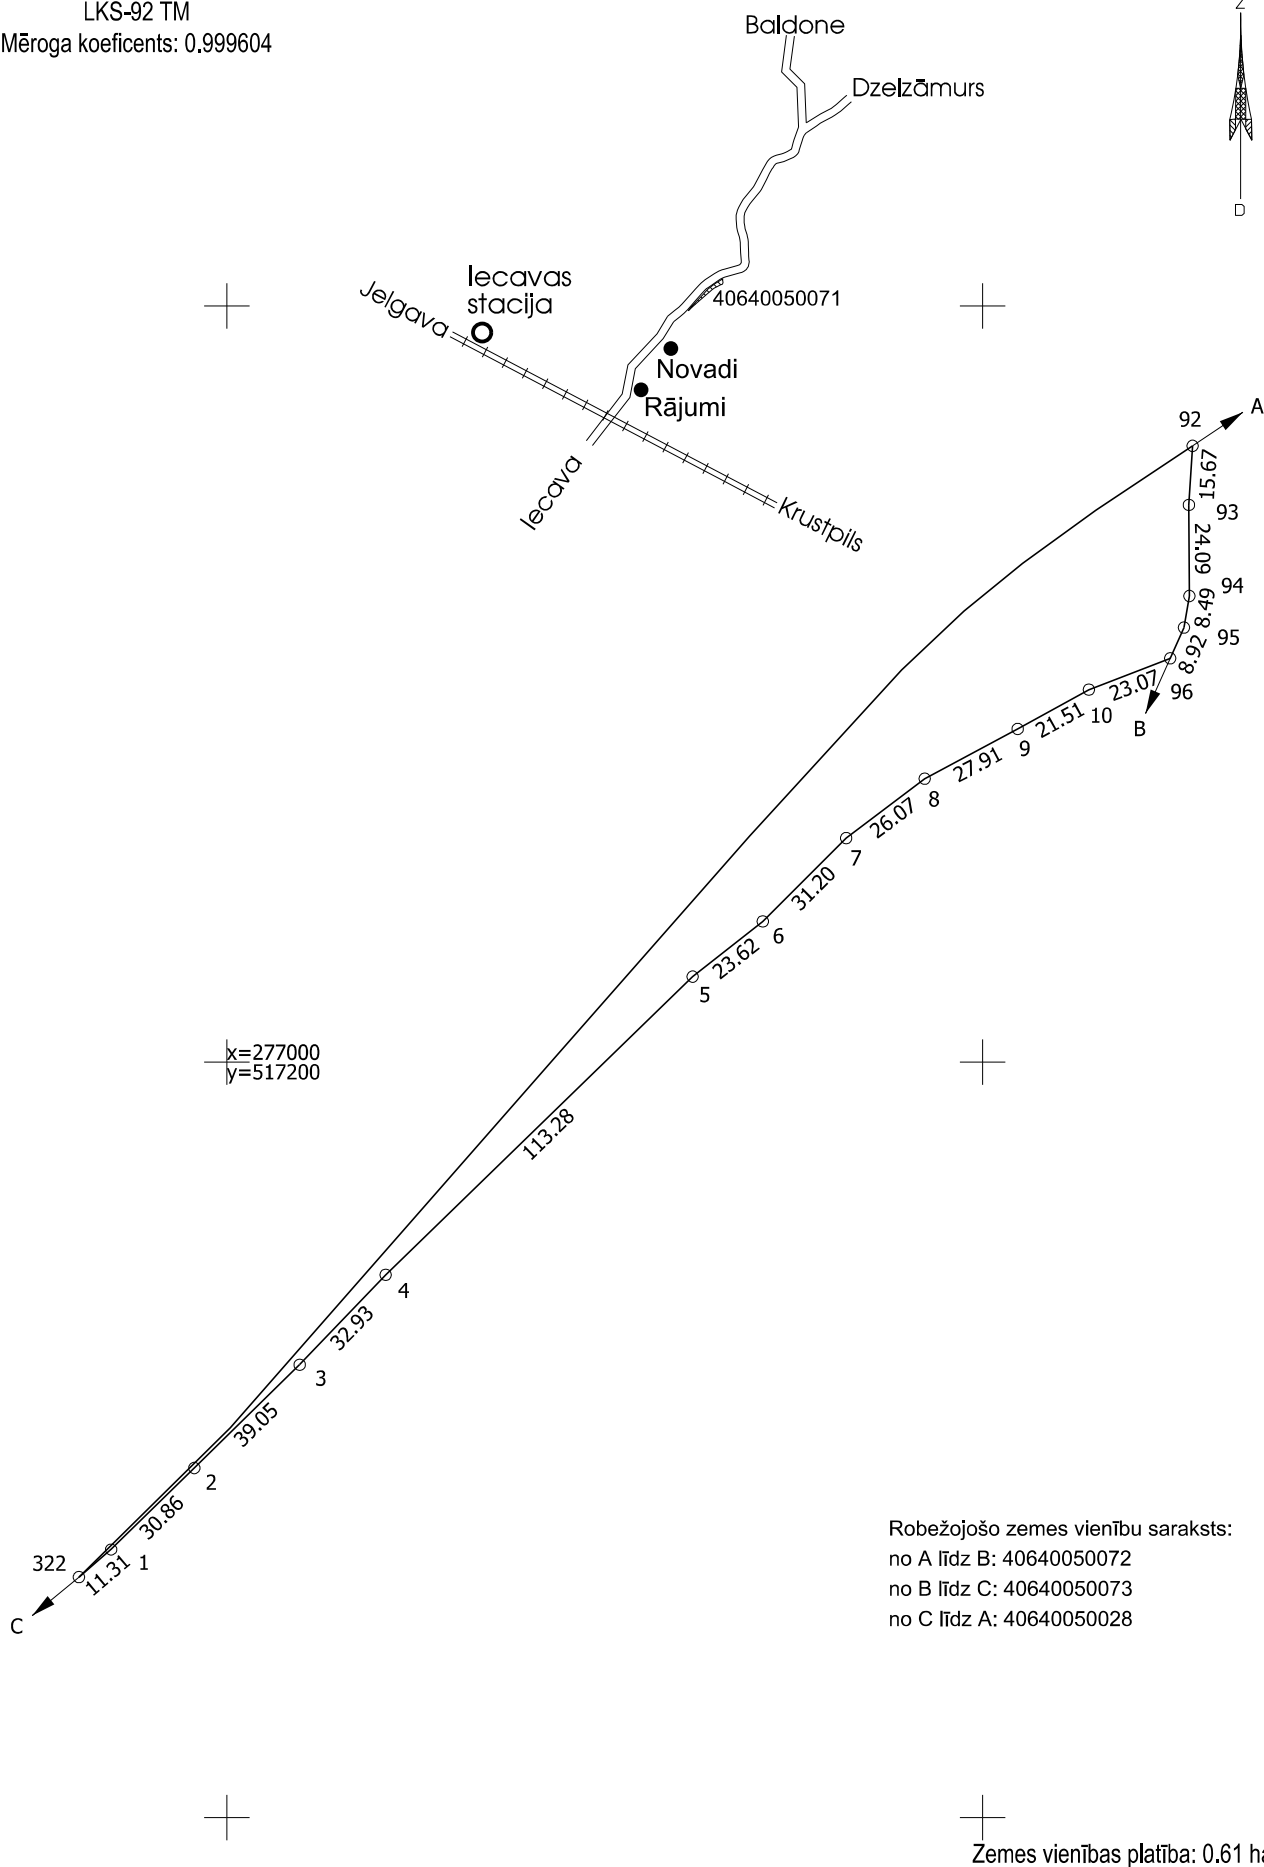 LKS-92 TM
Mēroga koeficents: 0.999604
Z
D
Baldone
Dzelzāmurs
Iecavas
stacija
Jelgava
40640050071
Novadi
Rājumi
Iecava
Krustpils
A
92
15.67
93
24.09
94
8.49
95
8.92
96
B
23.07
10
21.51
9
27.91
8
26.07
7
31.20
6
23.62
5
x=277000
y=517200
113.28
4
32.93
3
39.05
2
30.86
1
11.31
322
C
Robežojošo zemes vienību saraksts:
no A līdz B: 40640050072
no B līdz C: 40640050073
no C līdz A: 40640050028
Zemes vienības platība: 0.61 ha